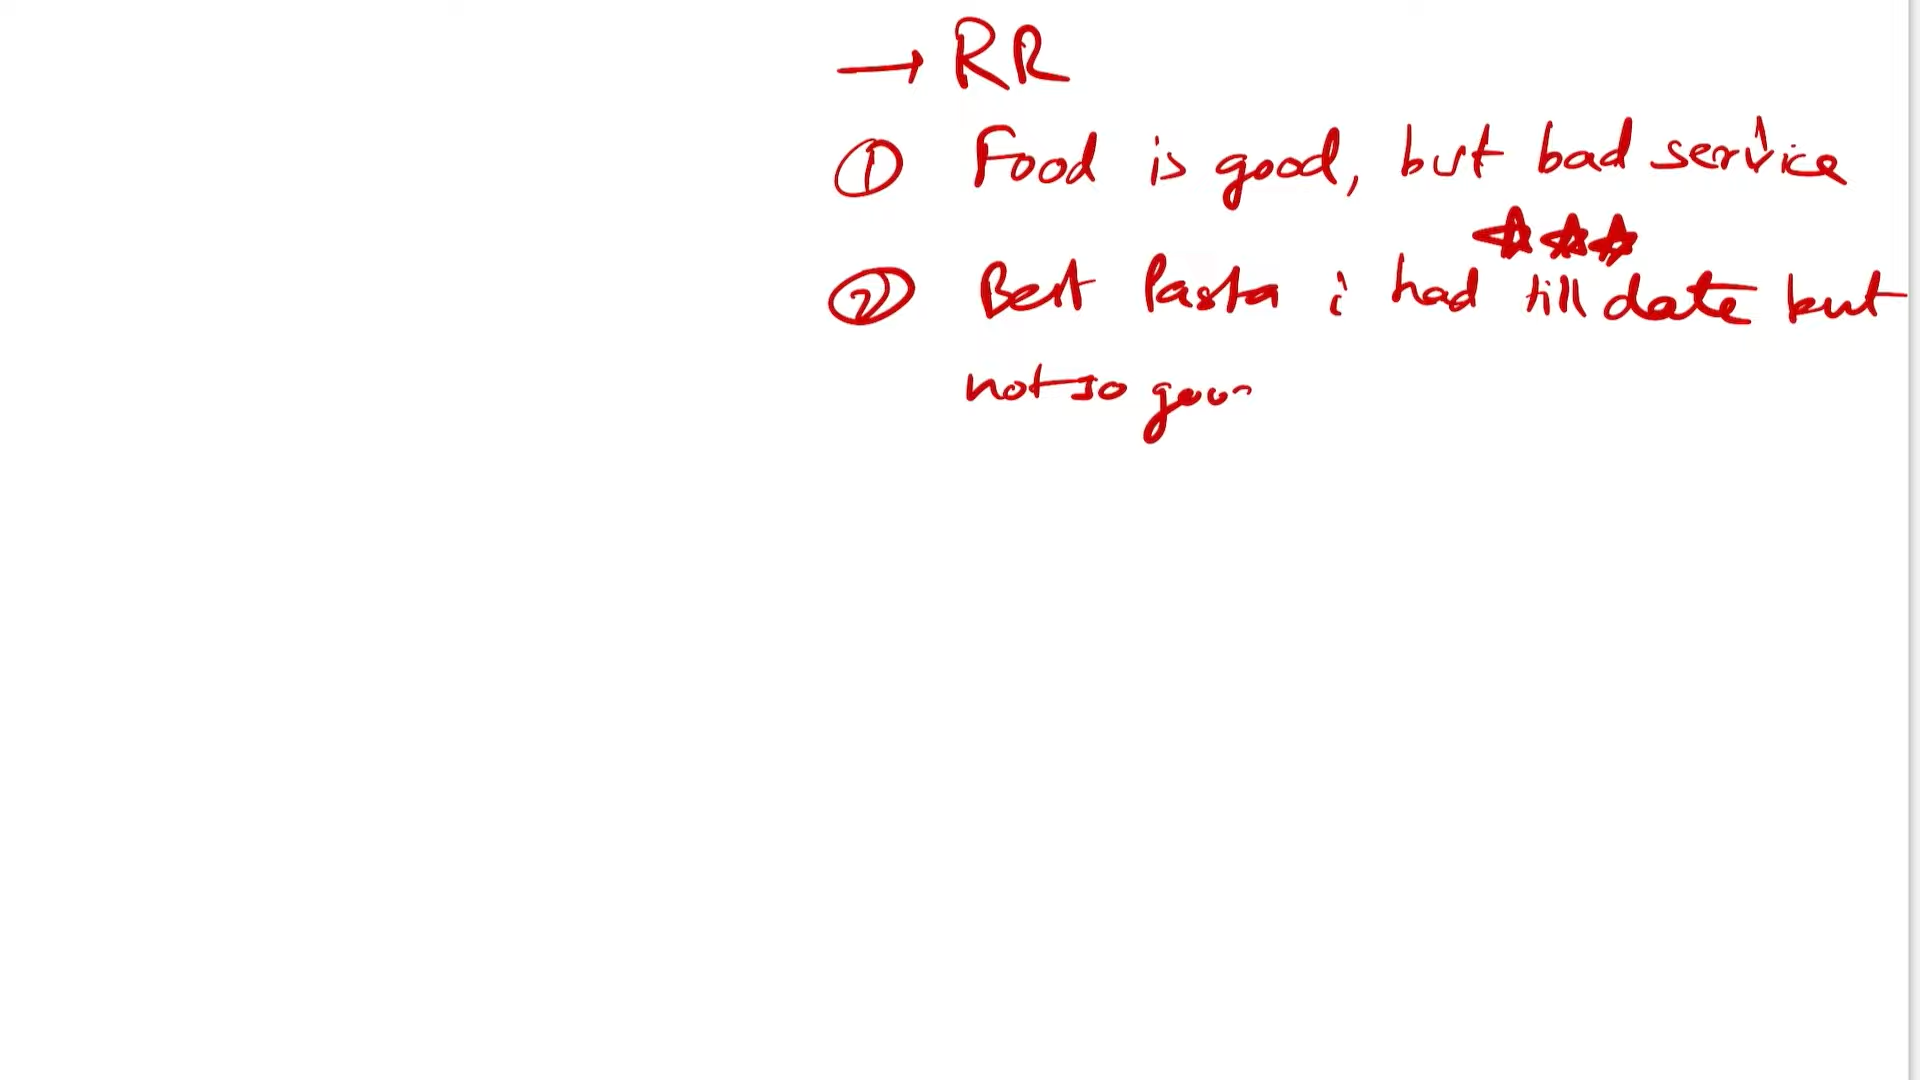 → RR
① Food is good, but bad service
② Best Pasta i had till date but
not so